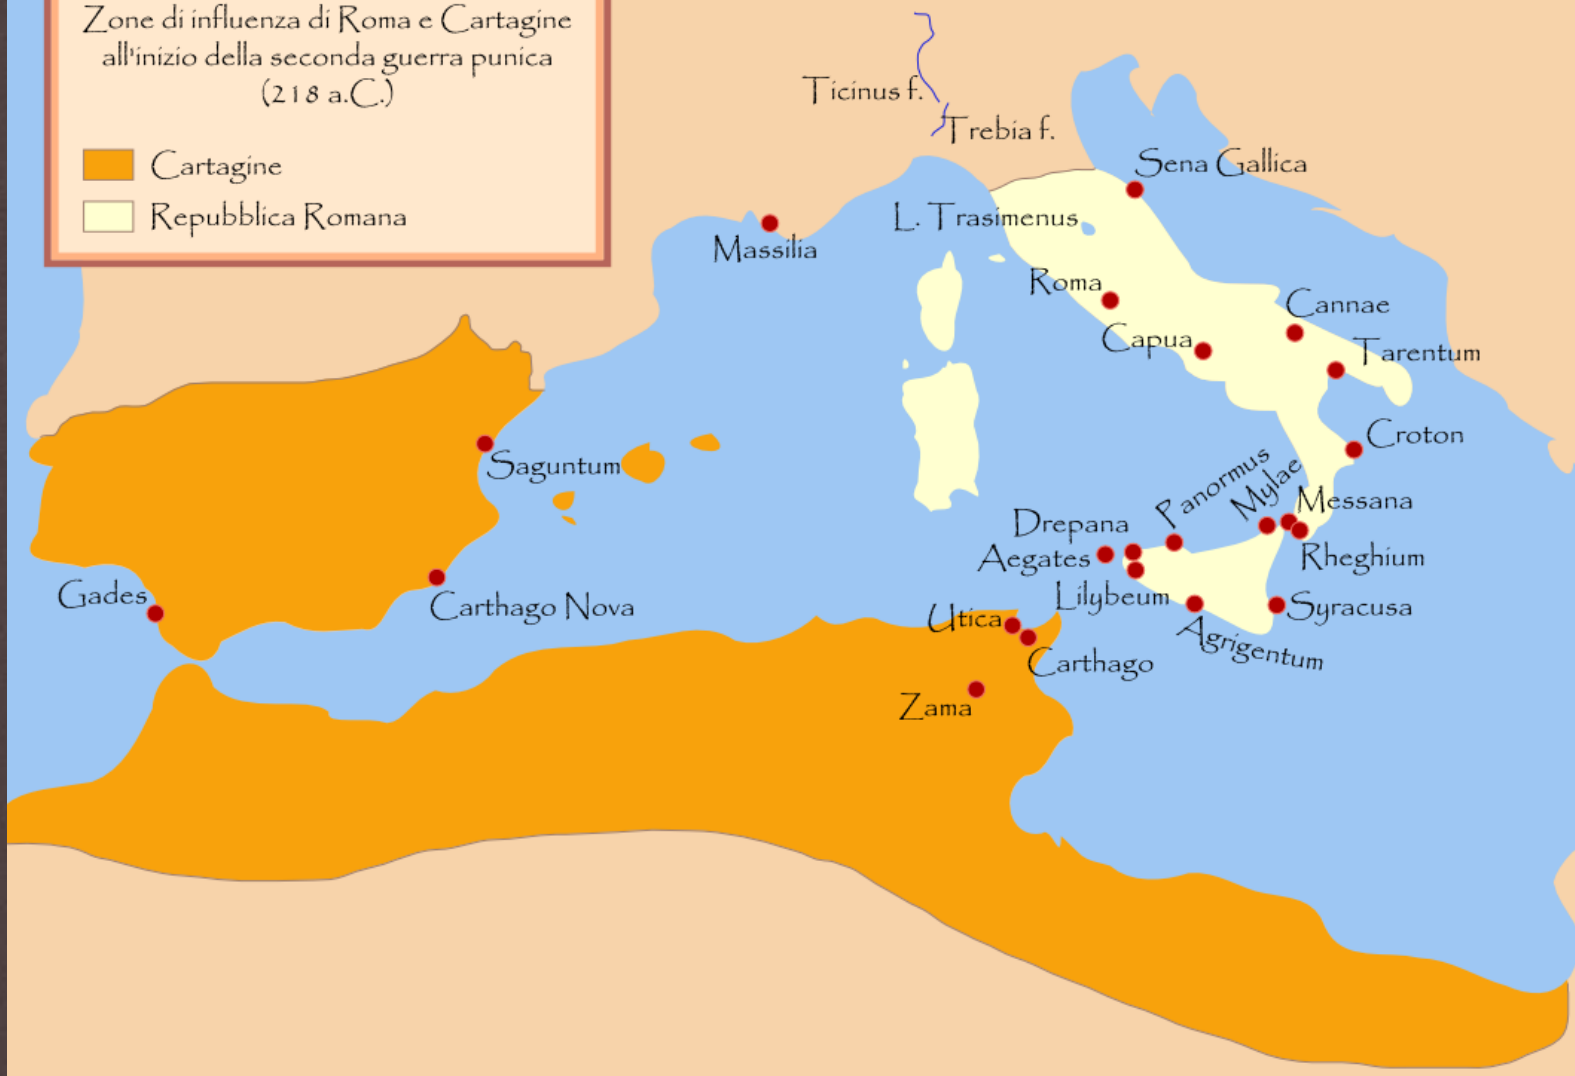 Zone di influenza di Roma e Cartagine
all'inizio della seconda guerra punica
(218 a.C.)
Cartagine
Repubblica Romana
Ticinus f.
Trebia f.
Sena Gallica
L. Trasimenus
Massilia
Roma
Cannae
Capua
Tarentum
Croton
Saguntum
Panormus
Mylae
Messana
Drepana
Aegates
Rheghium
Gades
Carthago Nova
Lilybeum
Syracusa
Utica
Agrigentum
Carthago
Zama